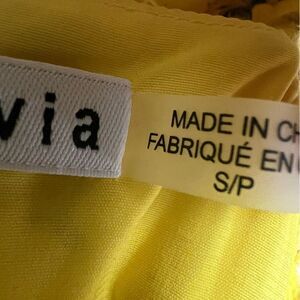 via
MADE IN CH
FABRIQUÉ EN
S/P